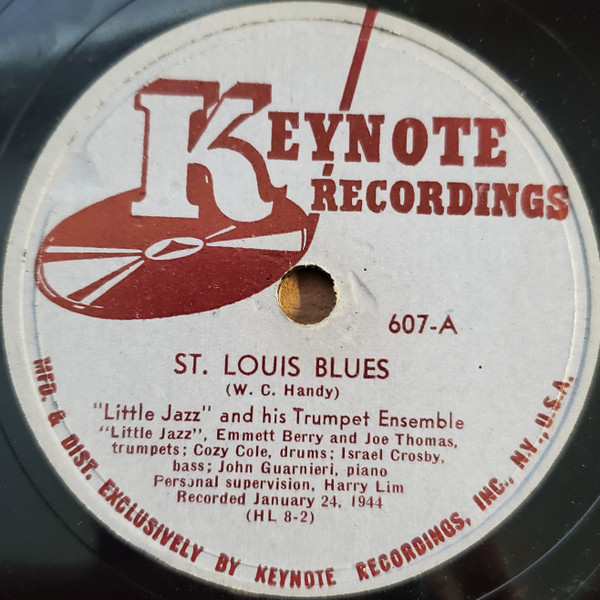 KEYNOTE
RECORDINGS
607-A
ST. LOUIS BLUES
(W. C. Handy)
"Little Jazz" and his Trumpet Ensemble
"Little Jazz", Emmett Berry and Joe Thomas,
trumpets; Cozy Cole, drums; Israel Crosby,
bass; John Guarnieri, piano
Personal supervision, Harry Lim
Recorded January 24, 1944
(HL 8-2)
MFD. & DIST. EXCLUSIVELY BY KEYNOTE RECORDINGS, INC., N.Y., U.S.A.